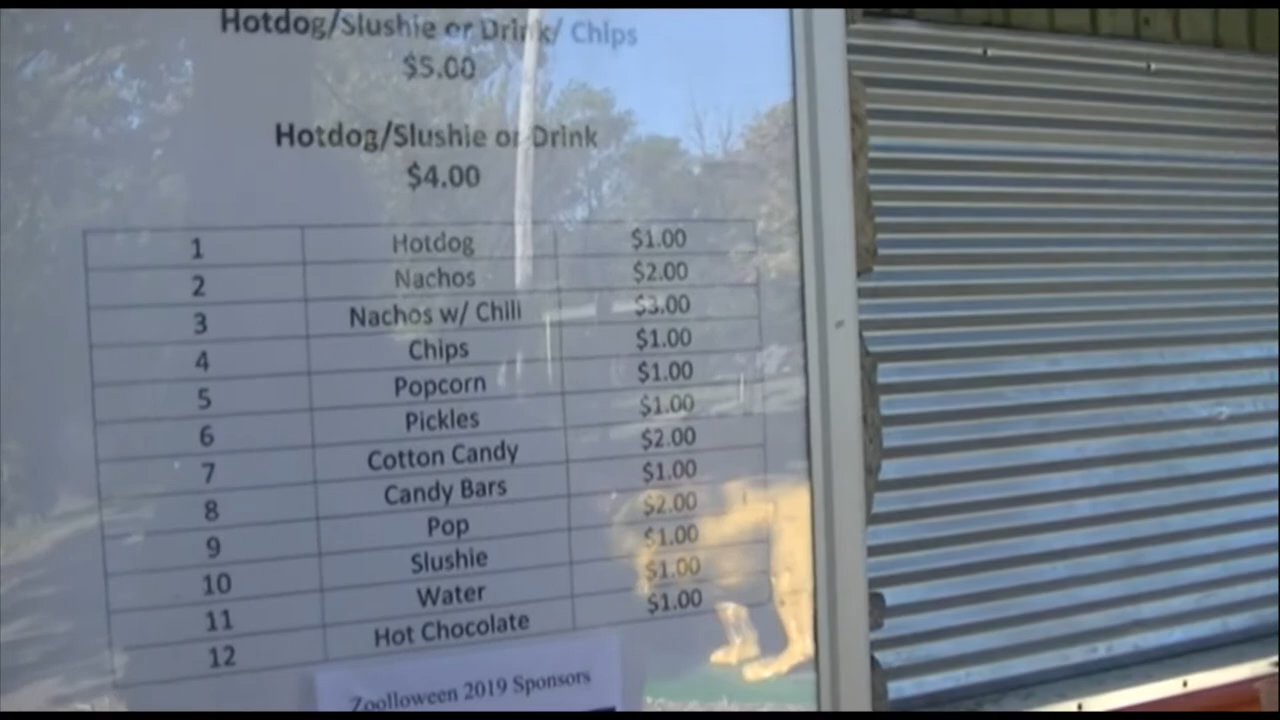 Hotdog/Slushie or Drink/ Chips
$5.00
Hotdog/Slushie or Drink
$4.00
1 Hotdog $1.00
2 Nachos $2.00
3 Nachos w/ Chili $3.00
4 Chips $1.00
5 Popcorn $1.00
6 Pickles $1.00
7 Cotton Candy $2.00
8 Candy Bars $1.00
9 Pop $2.00
10 Slushie $1.00
11 Water $1.00
12 Hot Chocolate $1.00
Zoolloween 2019 Sponsors